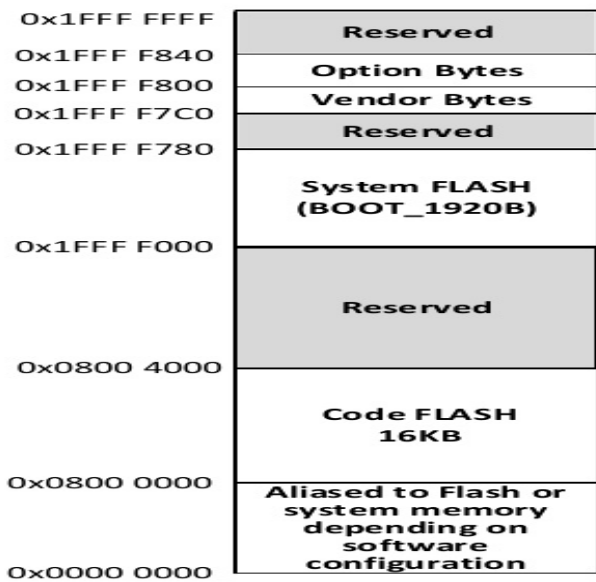 0x1FFF FFFF
Reserved
0x1FFF F840
Option Bytes
0x1FFF F800
Vendor Bytes
0x1FFF F7C0
Reserved
0x1FFF F780
System FLASH
(BOOT_1920B)
0x1FFF F000
Reserved
0x0800 4000
Code FLASH
16KB
0x0800 0000
Aliased to Flash or
system memory
depending on
software
configuration
0x0000 0000